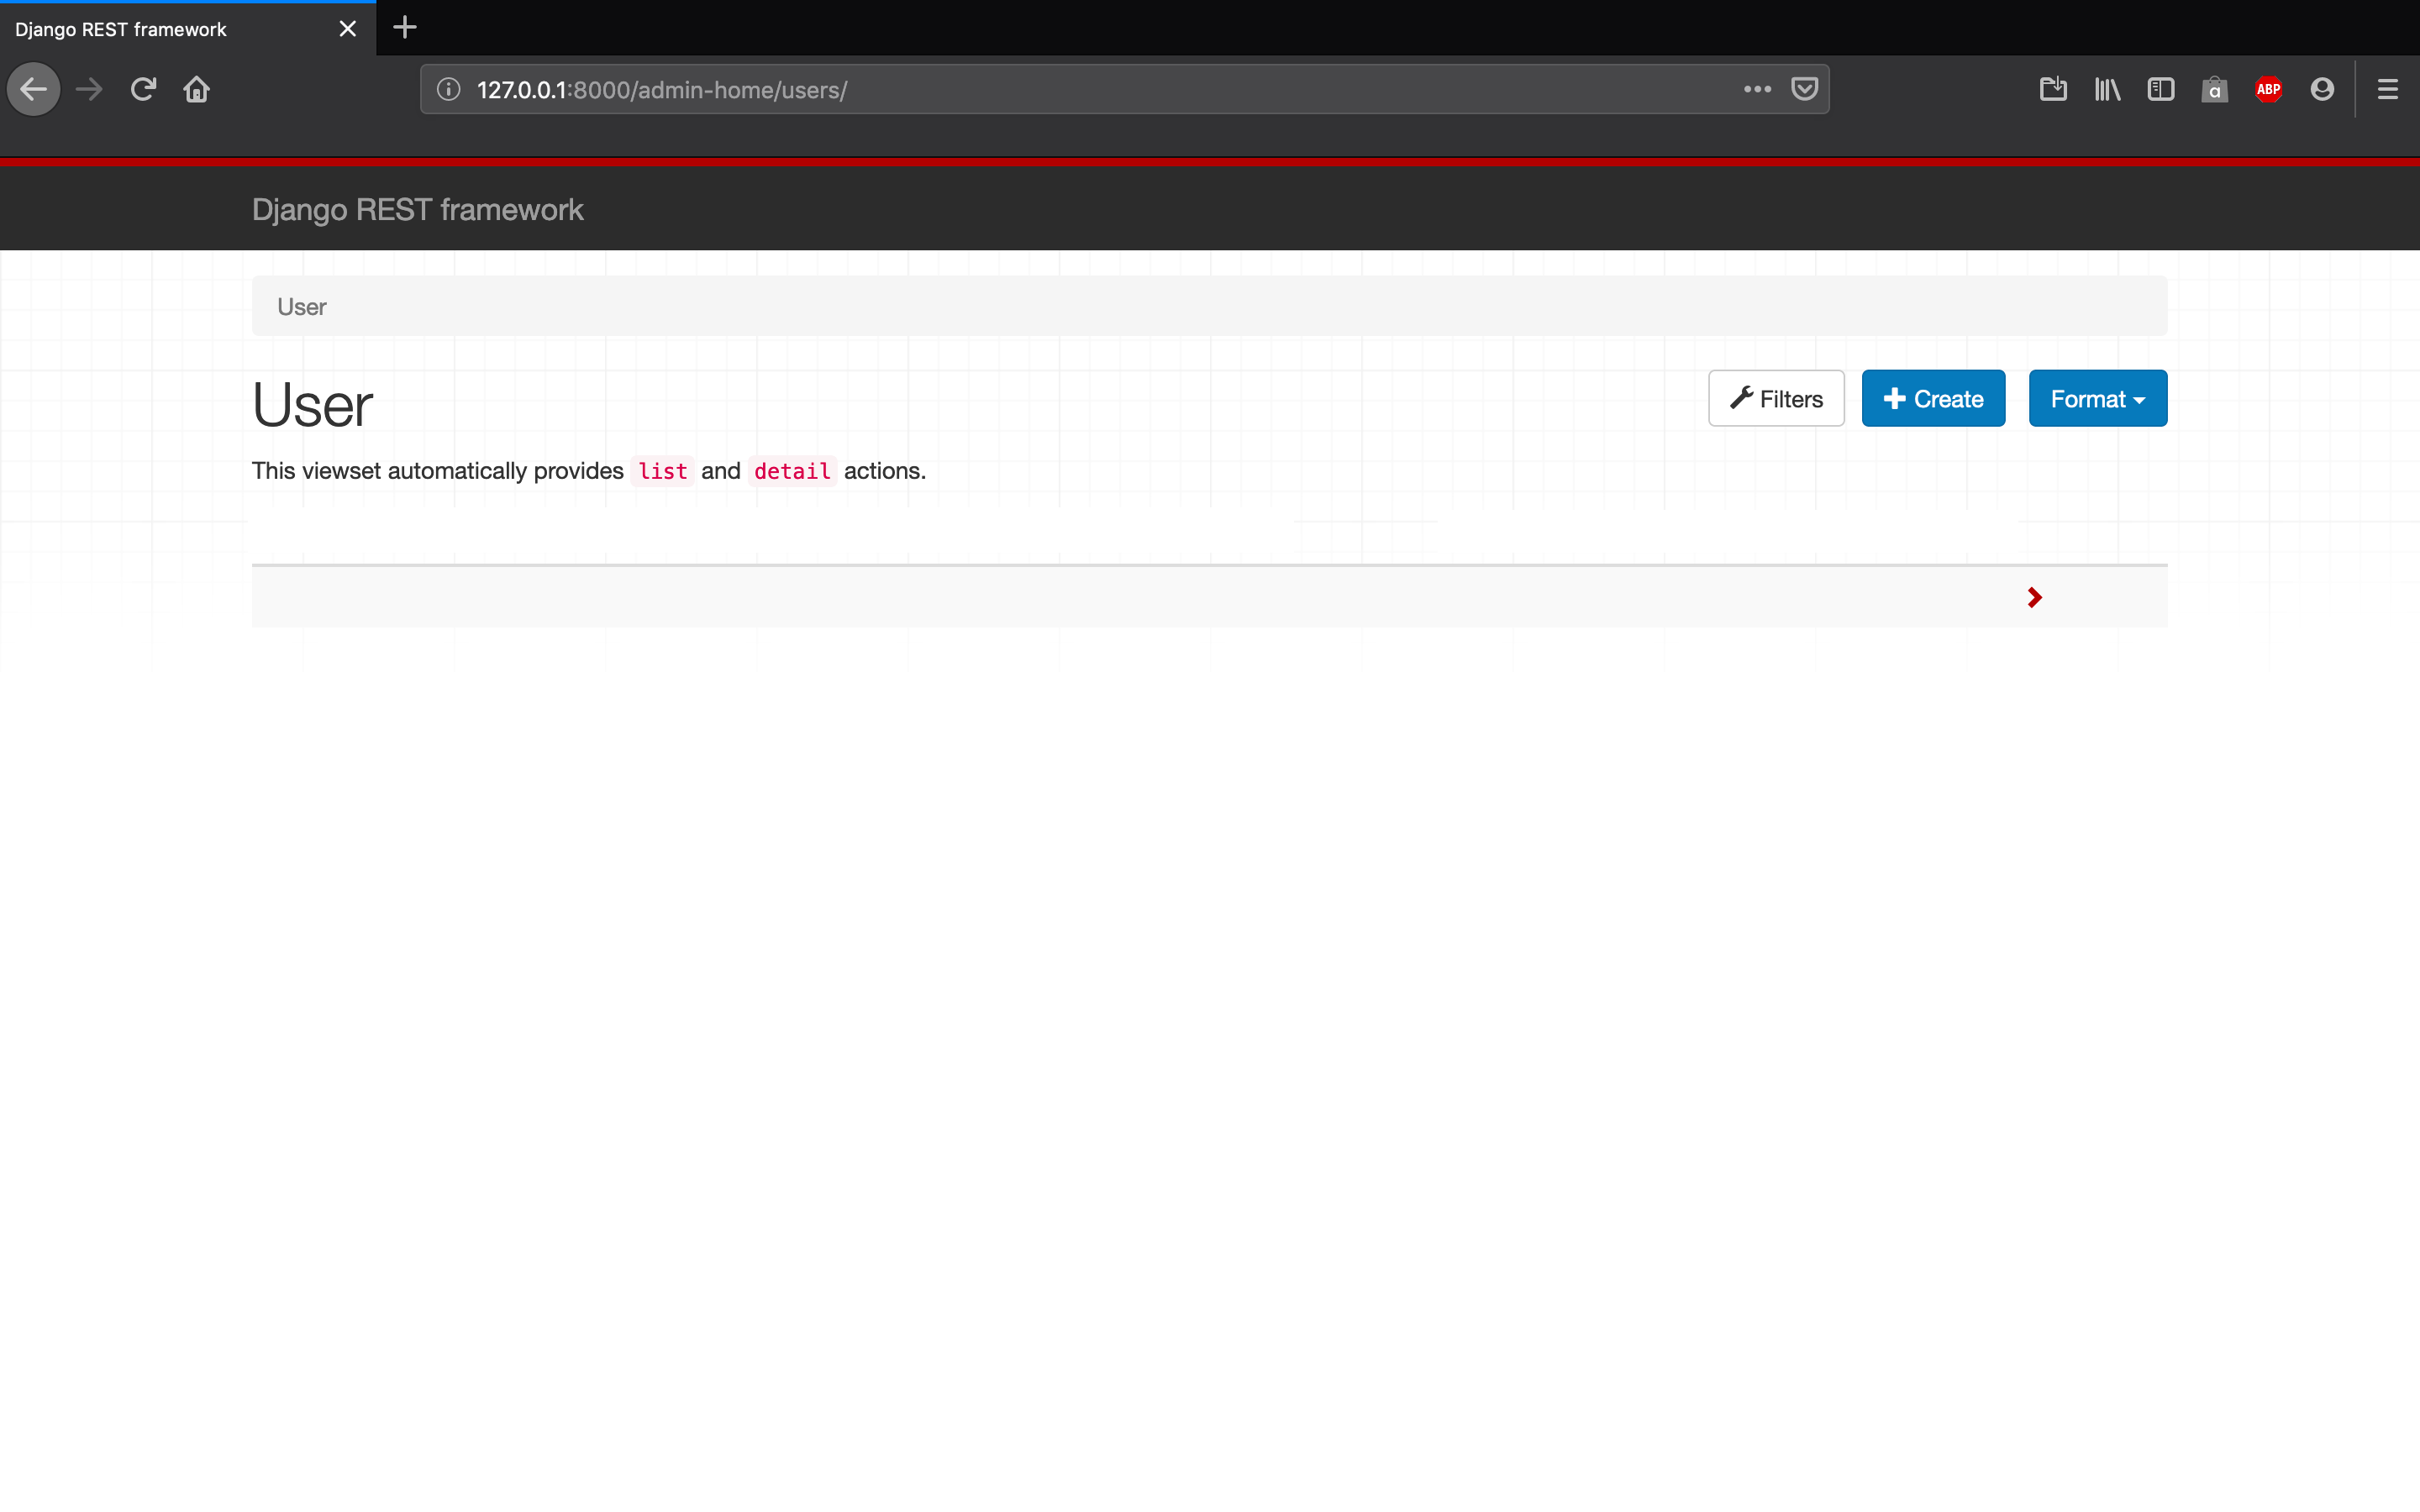 Django REST framework
127.0.0.1:8000/admin-home/users/
a
ABP
Django REST framework
User
User
Filters
Create
Format
This viewset automatically provides list and detail actions.